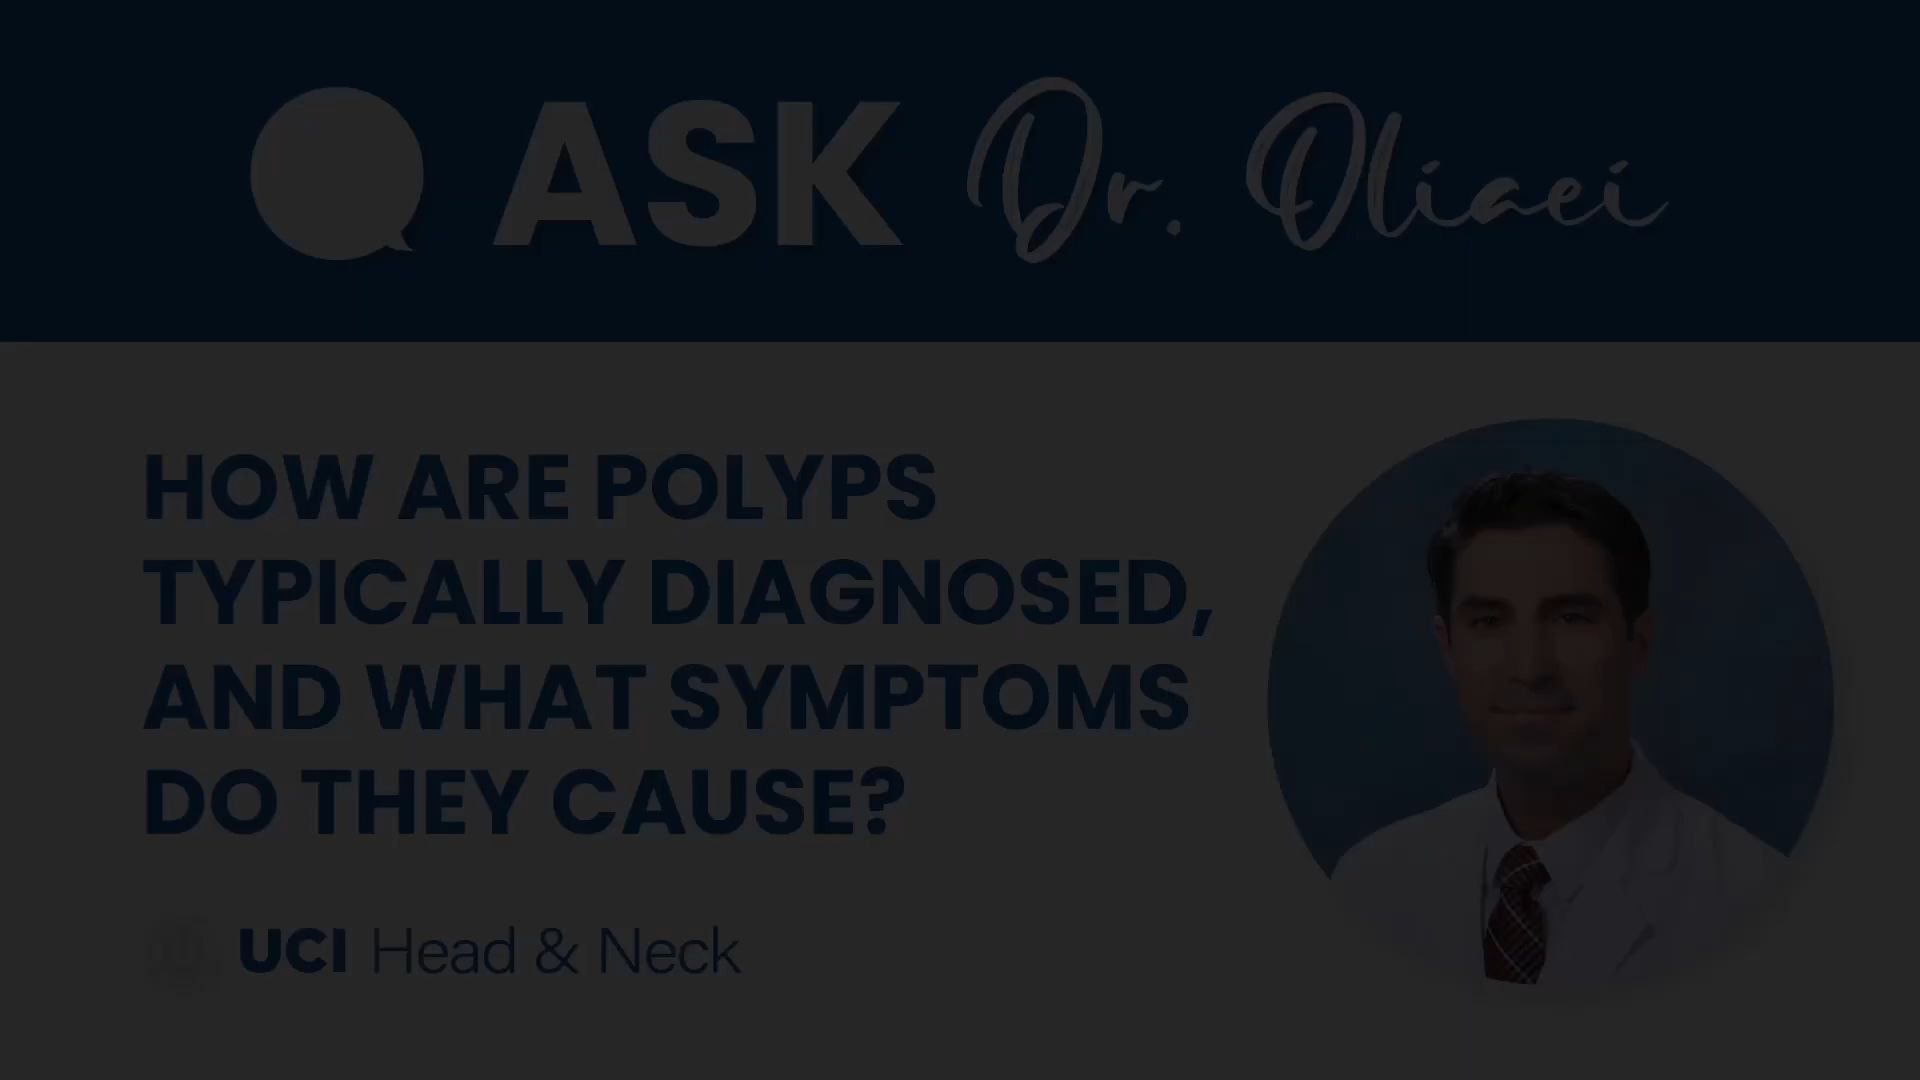 ASK Dr. Oliaei
HOW ARE POLYPS
TYPICALLY DIAGNOSED,
AND WHAT SYMPTOMS
DO THEY CAUSE?
UCI Head & Neck